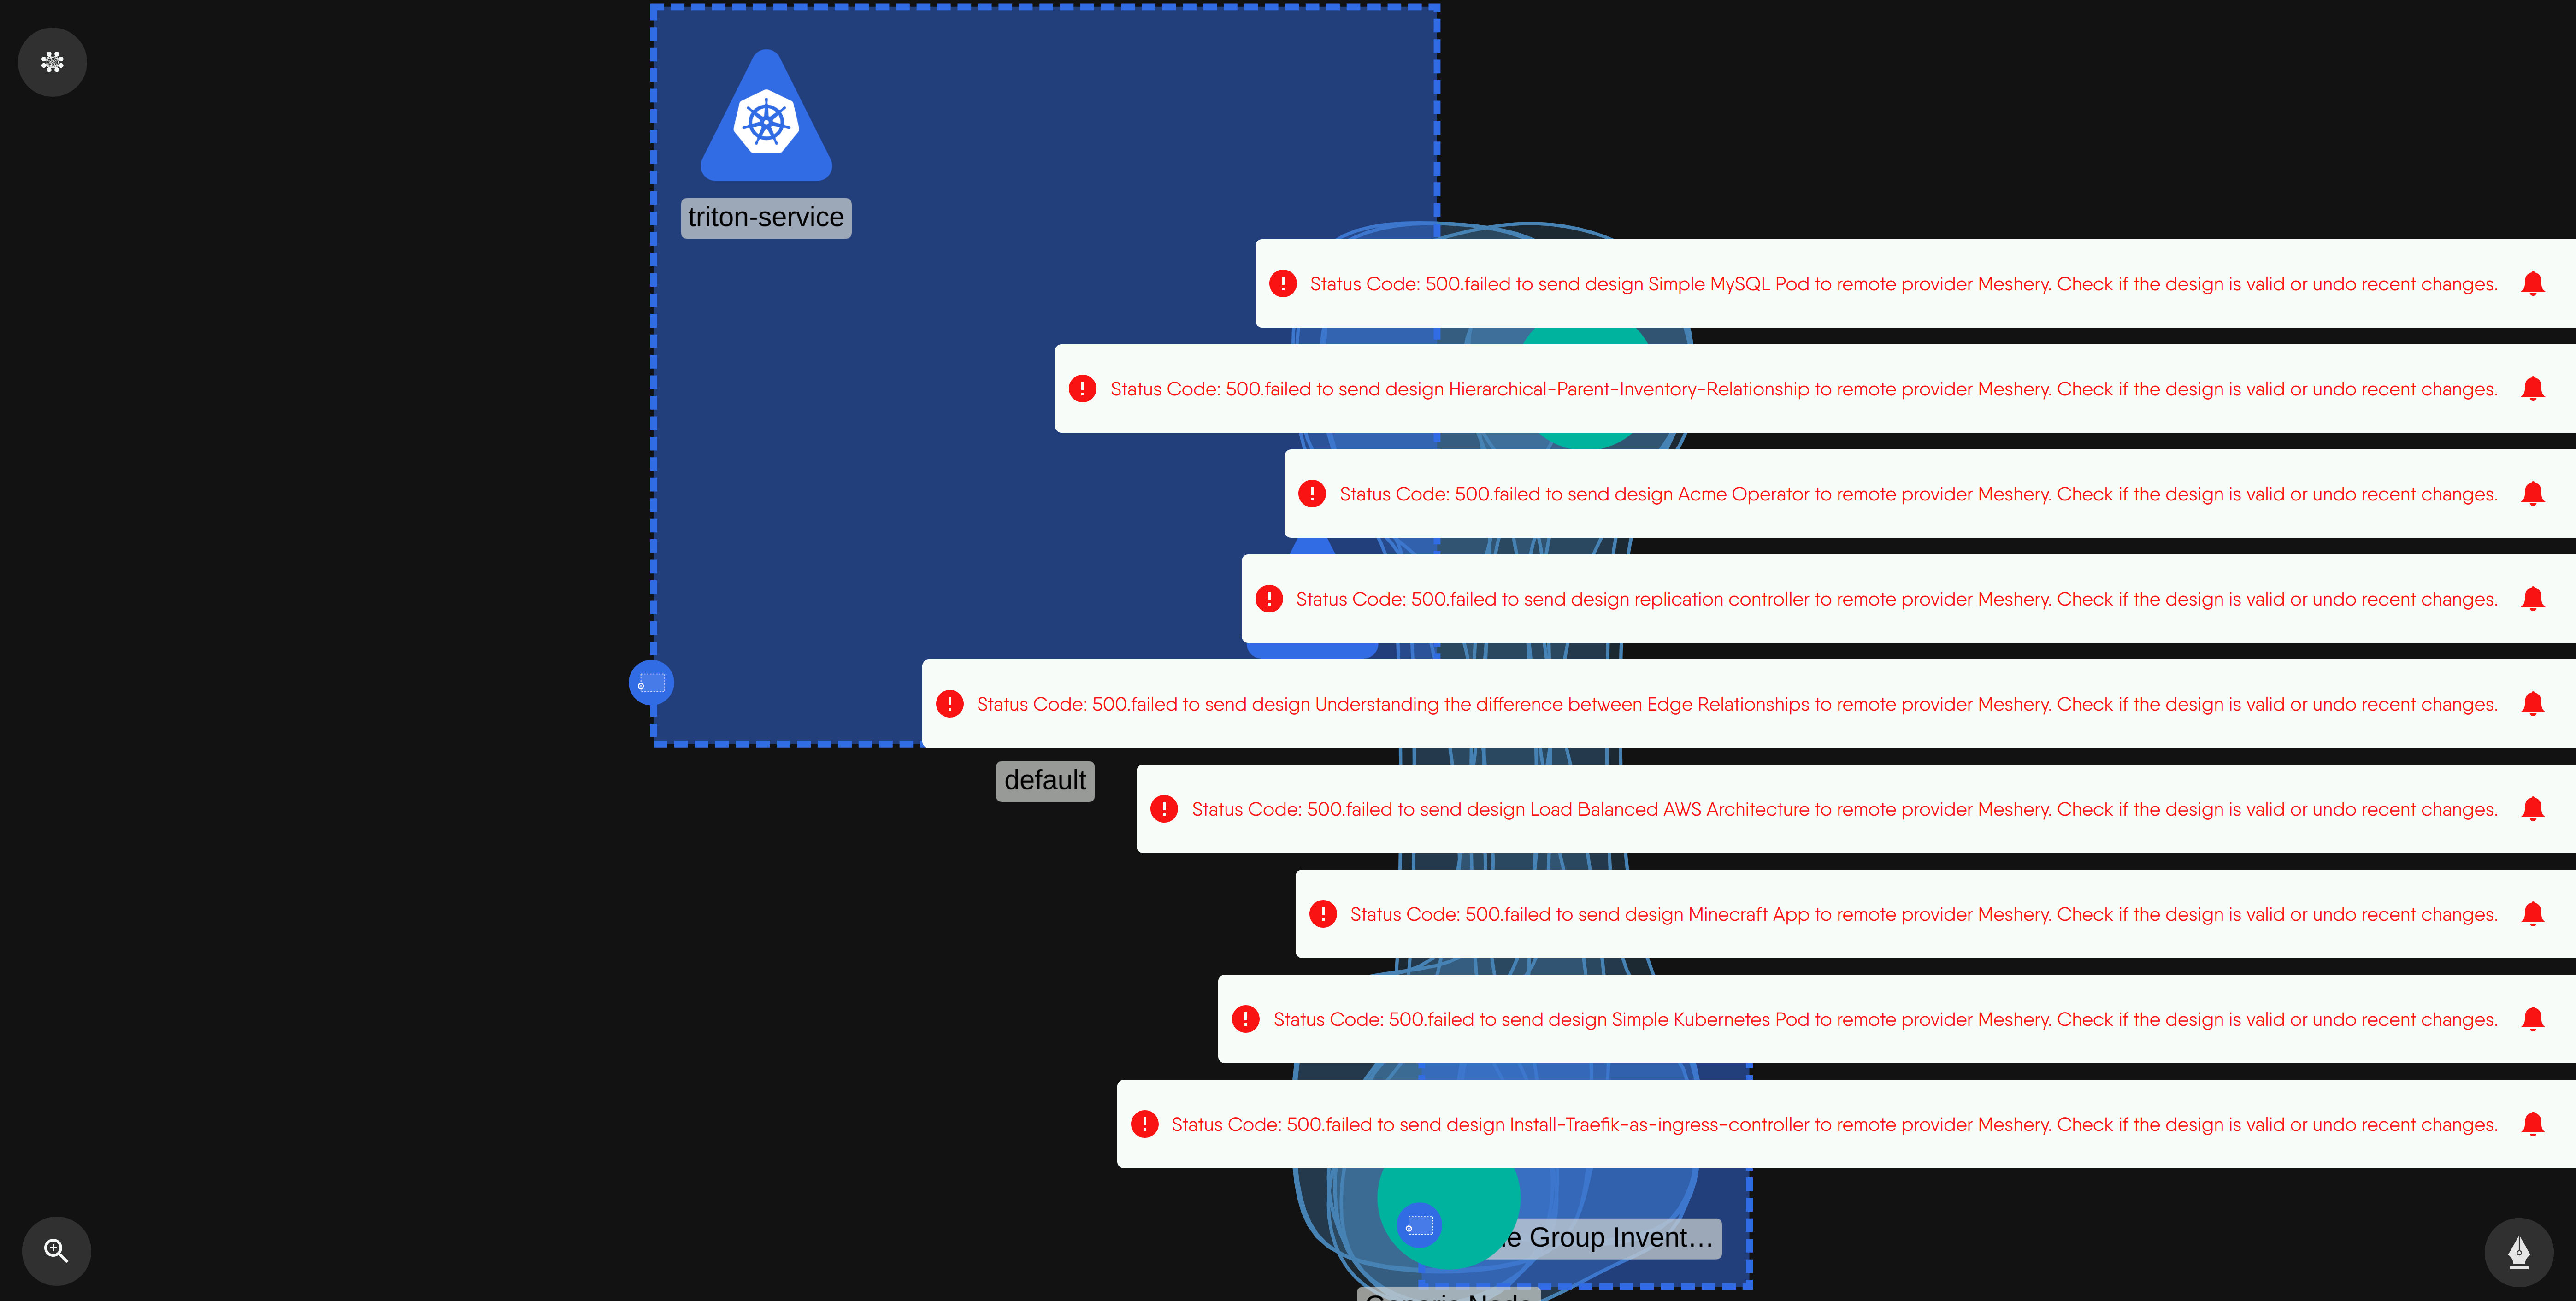 triton-service
Status Code: 500.failed to send design Simple MySQL Pod to remote provider Meshery. Check if the design is valid or undo recent changes.
Status Code: 500.failed to send design Hierarchical-Parent-Inventory-Relationship to remote provider Meshery. Check if the design is valid or undo recent changes.
Status Code: 500.failed to send design Acme Operator to remote provider Meshery. Check if the design is valid or undo recent changes.
Status Code: 500.failed to send design replication controller to remote provider Meshery. Check if the design is valid or undo recent changes.
Status Code: 500.failed to send design Understanding the difference between Edge Relationships to remote provider Meshery. Check if the design is valid or undo recent changes.
default
Status Code: 500.failed to send design Load Balanced AWS Architecture to remote provider Meshery. Check if the design is valid or undo recent changes.
Status Code: 500.failed to send design Minecraft App to remote provider Meshery. Check if the design is valid or undo recent changes.
Status Code: 500.failed to send design Simple Kubernetes Pod to remote provider Meshery. Check if the design is valid or undo recent changes.
Status Code: 500.failed to send design Install-Traefik-as-ingress-controller to remote provider Meshery. Check if the design is valid or undo recent changes.
Group Invent…